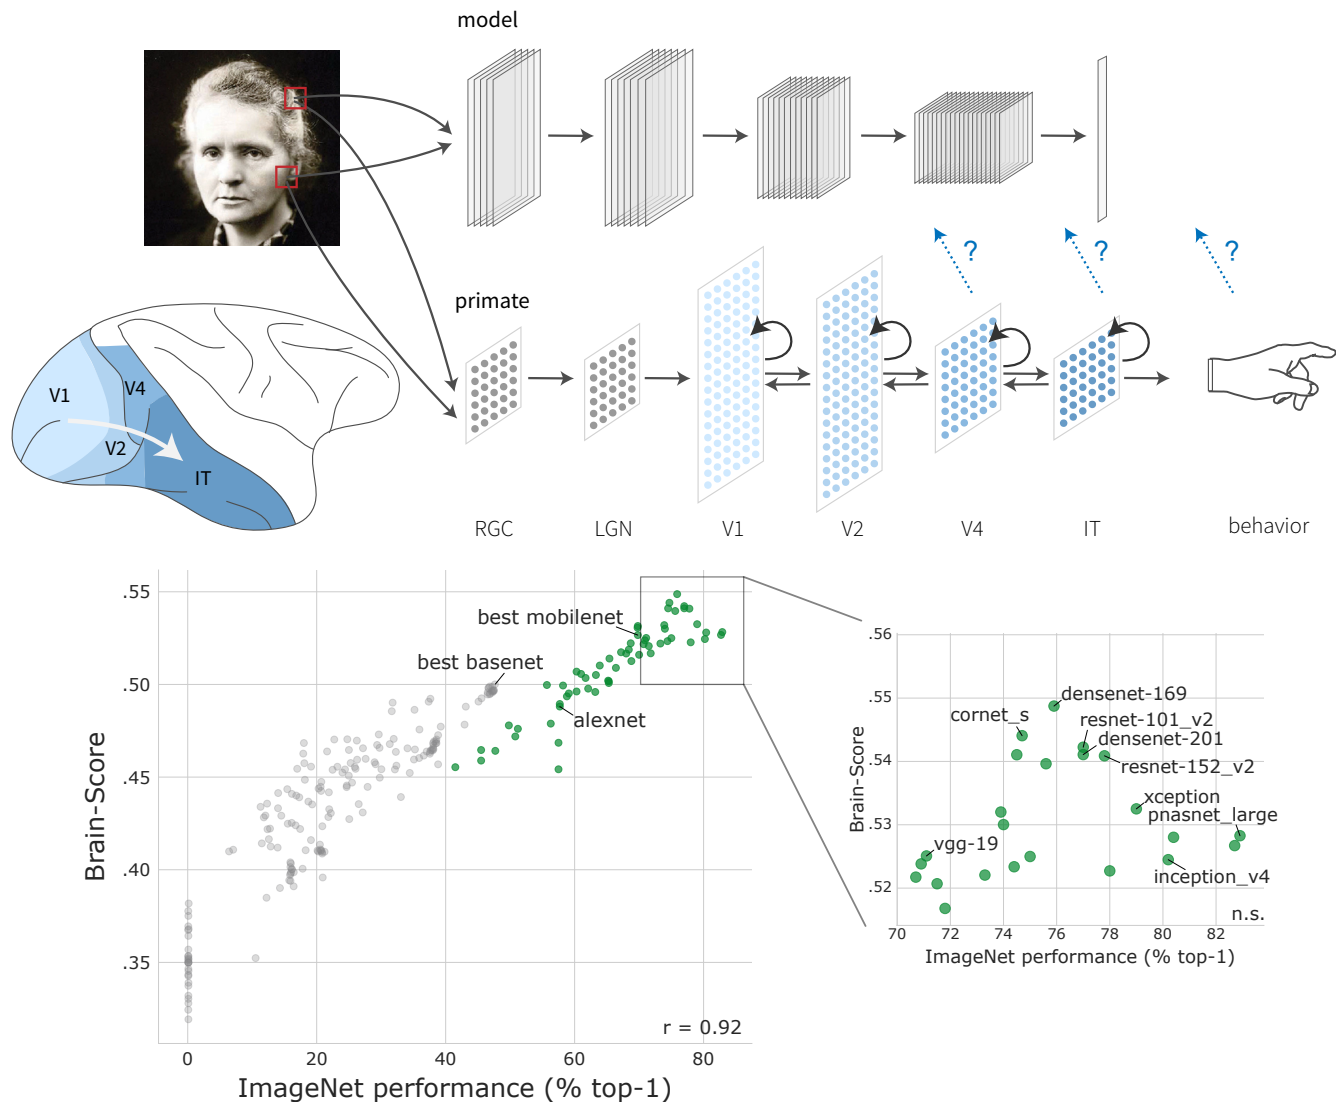 model
primate
?
?
?
V1
V4
V2
IT
RGC
LGN
V1
V2
V4
IT
behavior
.55
.50
.45
.40
.35
Brain-Score
best mobilenet
best basenet
alexnet
r = 0.92
0
20
40
60
80
ImageNet performance (% top-1)
.56
.55
.54
.53
.52
Brain-Score
densenet-169
cornet_s
resnet-101_v2
densenet-201
resnet-152_v2
xception
pnasnet_large
vgg-19
inception_v4
n.s.
70
72
74
76
78
80
82
ImageNet performance (% top-1)